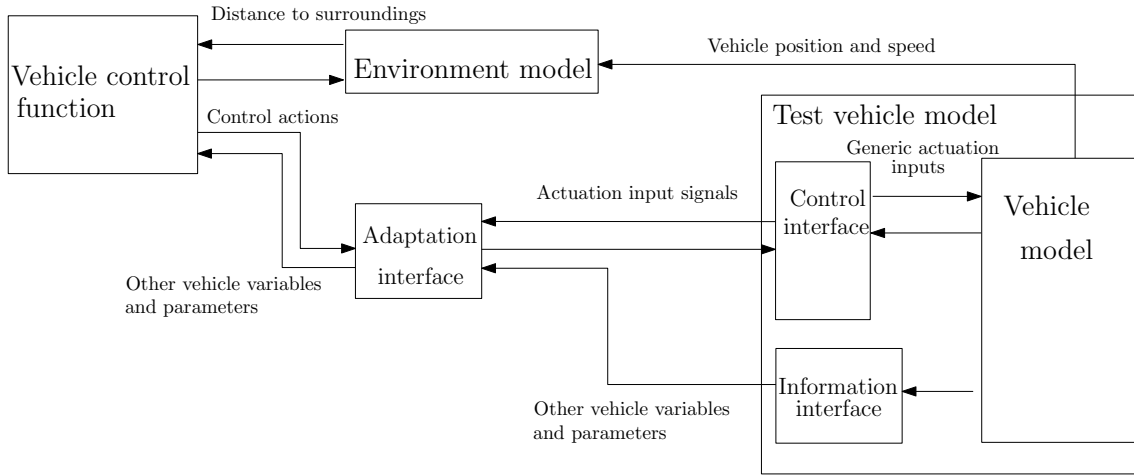 Distance to surroundings
Vehicle control
function
Environment model
Vehicle position and speed
Control actions
Test vehicle model
Generic actuation
inputs
Actuation input signals
Control
interface
Vehicle
model
Adaptation
interface
Other vehicle variables
and parameters
Information
interface
Other vehicle variables
and parameters